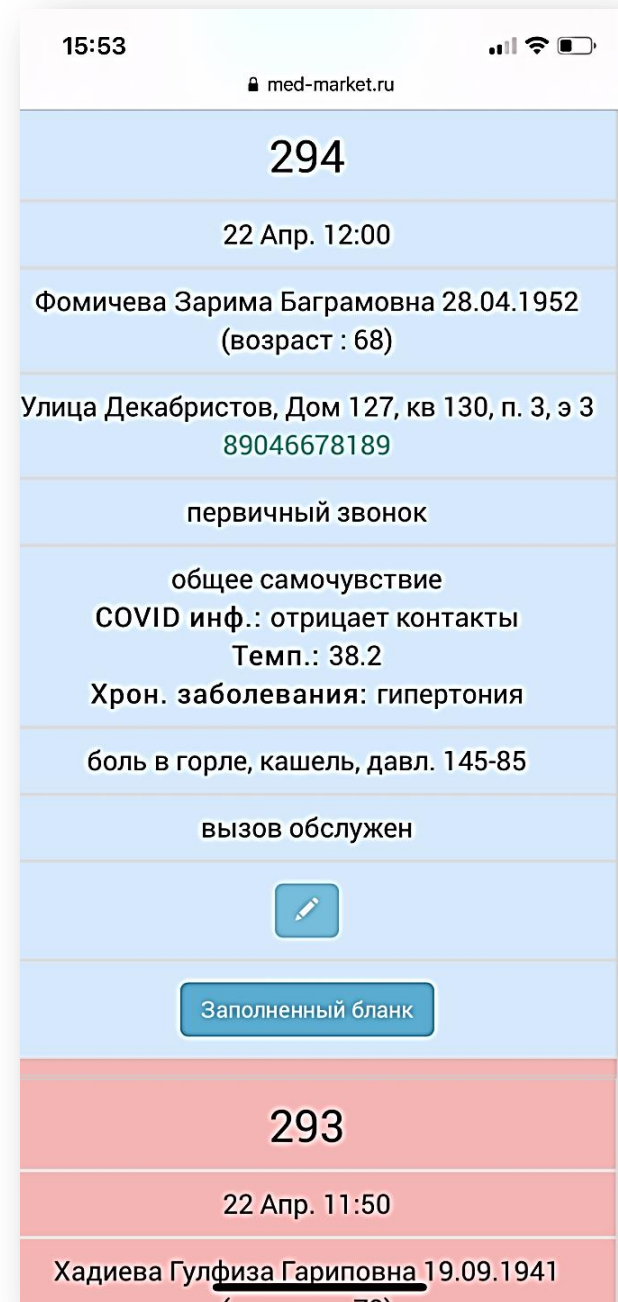 15:53
med-market.ru
294
22 Апр. 12:00
Фомичева Зарима Баграмовна 28.04.1952
(возраст : 68)
Улица Декабристов, Дом 127, кв 130, п. 3, э 3
89046678189
первичный звонок
общее самочувствие
COVID инф.: отрицает контакты
Темп.: 38.2
Хрон. заболевания: гипертония
боль в горле, кашель, давл. 145-85
вызов обслужен
Заполненный бланк
293
22 Апр. 11:50
Хадиева Гулфиза Гариповна 19.09.1941